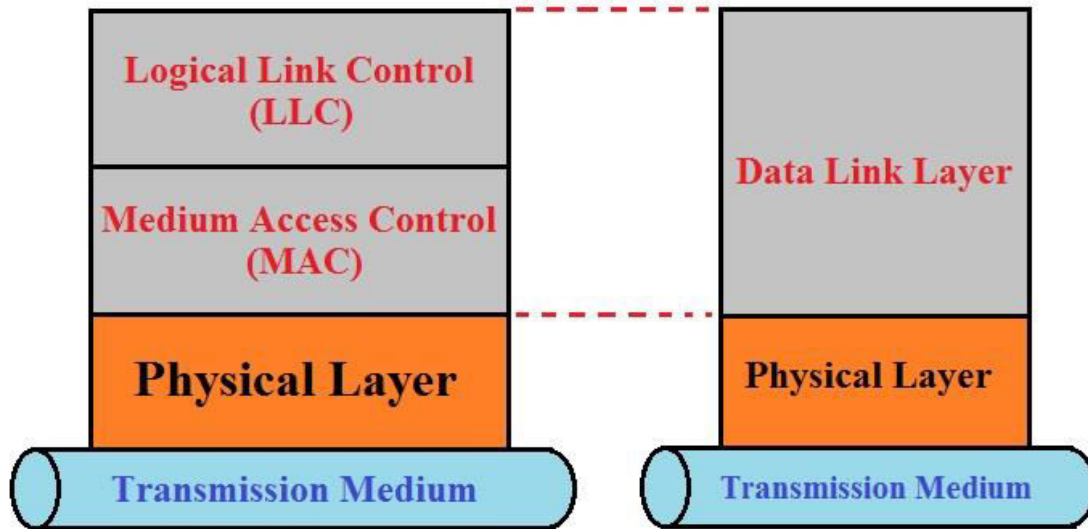 Logical Link Control
(LLC)
Medium Access Control
(MAC)
Physical Layer
Transmission Medium
Data Link Layer
Physical Layer
Transmission Medium